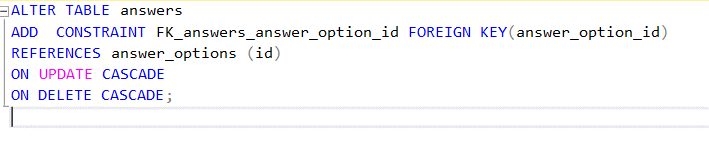 ALTER TABLE answers
ADD  CONSTRAINT FK_answers_answer_option_id FOREIGN KEY(answer_option_id)
REFERENCES answer_options (id)
ON UPDATE CASCADE
ON DELETE CASCADE;